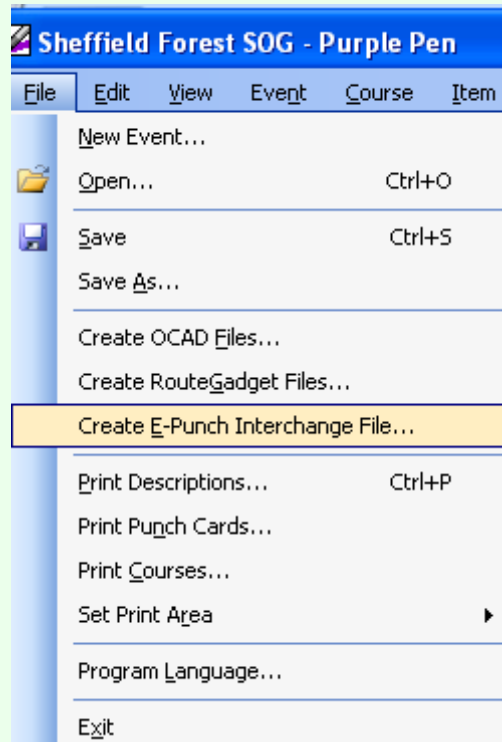 Sheffield Forest SOG - Purple Pen
File Edit View Event Course Item
New Event...
Open... Ctrl+O
Save Ctrl+S
Save As...
Create OCAD Files...
Create RouteGadget Files...
Create E-Punch Interchange File...
Print Descriptions... Ctrl+P
Print Punch Cards...
Print Courses...
Set Print Area
Program Language...
Exit